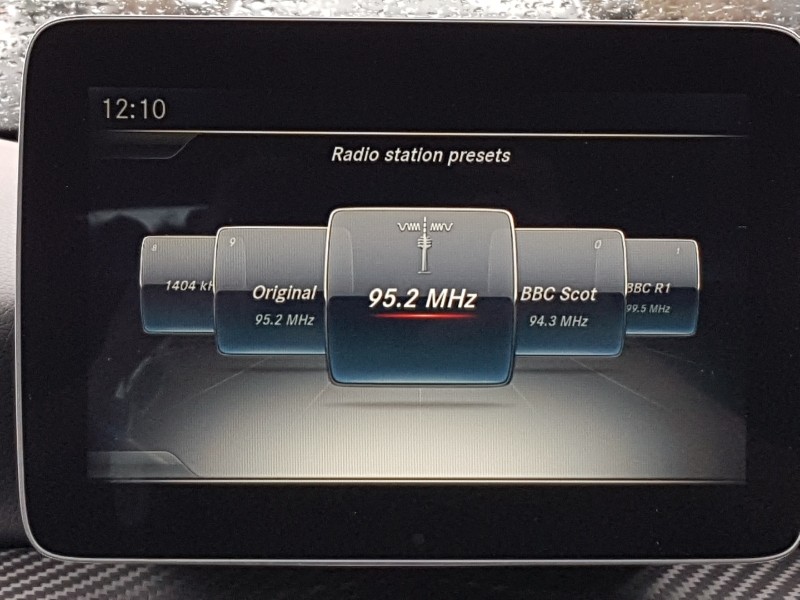 12:10
Radio station presets
8
1404 kH
9
Original
95.2 MHz
95.2 MHz
0
BBC Scot
94.3 MHz
1
BBC R1
99.5 MHz